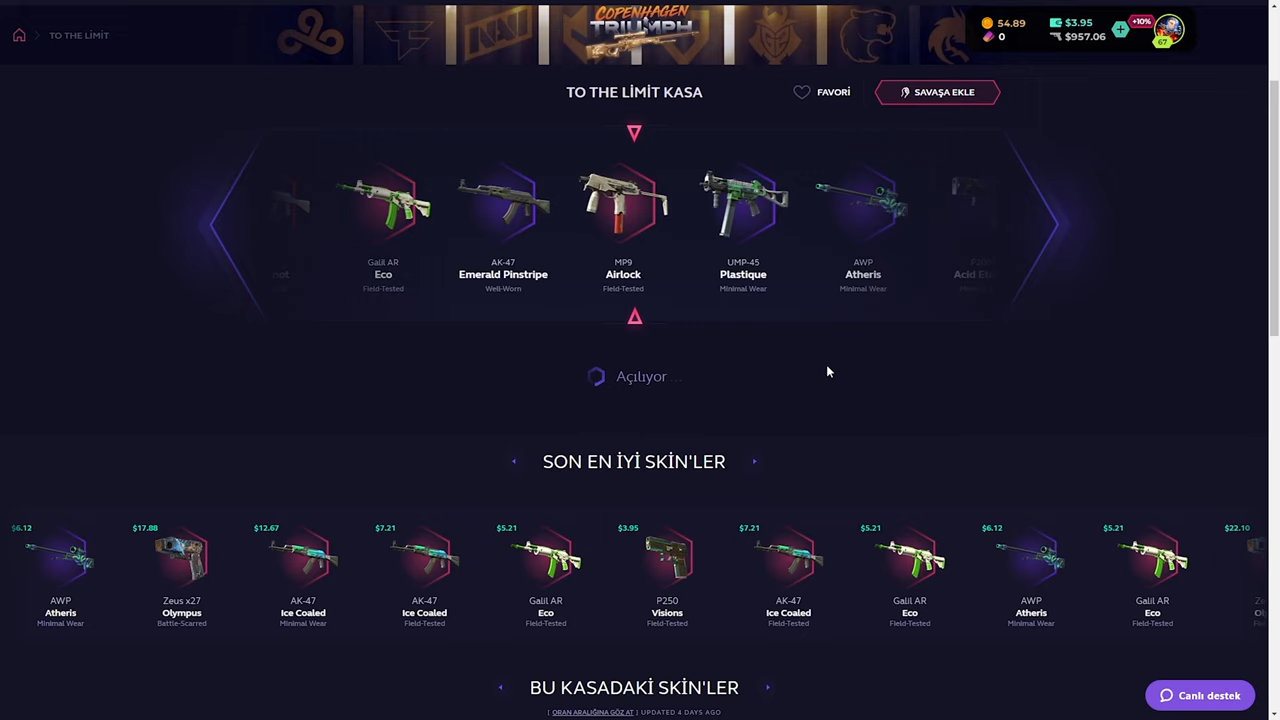 COPENHAGEN
TRIUMPH
TO THE LİMİT
54.89
0
$3.95
$957.06
+10%
67
TO THE LİMİT KASA
FAVORİ
SAVAŞA EKLE
Galil AR
Eco
Field-Tested
AK-47
Emerald Pinstripe
Well-Worn
MP9
Airlock
Field-Tested
UMP-45
Plastique
Minimal Wear
AWP
Atheris
Minimal Wear
Açılıyor ...
SON EN İYİ SKİN'LER
$6.12
AWP
Atheris
Minimal Wear
$17.88
Zeus x27
Olympus
Battle-Scarred
$12.67
AK-47
Ice Coaled
Minimal Wear
$7.21
AK-47
Ice Coaled
Field-Tested
$5.21
Galil AR
Eco
Field-Tested
$3.95
P250
Visions
Field-Tested
$7.21
AK-47
Ice Coaled
Field-Tested
$5.21
Galil AR
Eco
Field-Tested
$6.12
AWP
Atheris
Minimal Wear
$5.21
Galil AR
Eco
Field-Tested
$22.10
BU KASADAKİ SKİN'LER
[ ORAN ARALIĞINA GÖZ AT ] UPDATED 4 DAYS AGO
Canlı destek